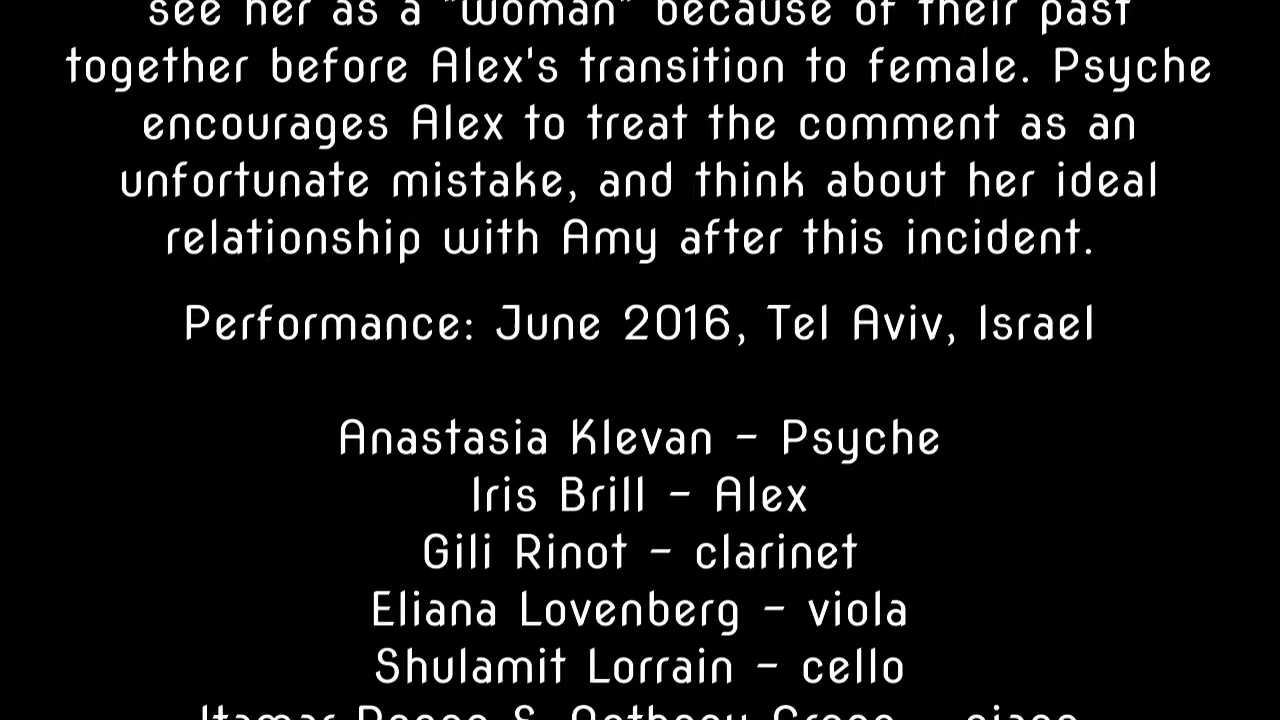 see her as a "woman" because of their past
together before Alex's transition to female. Psyche
encourages Alex to treat the comment as an
unfortunate mistake, and think about her ideal
relationship with Amy after this incident.
Performance: June 2016, Tel Aviv, Israel
Anastasia Klevan - Psyche
Iris Brill - Alex
Gili Rinot - clarinet
Eliana Lovenberg - viola
Shulamit Lorrain - cello
Itamar & Anthony - piano